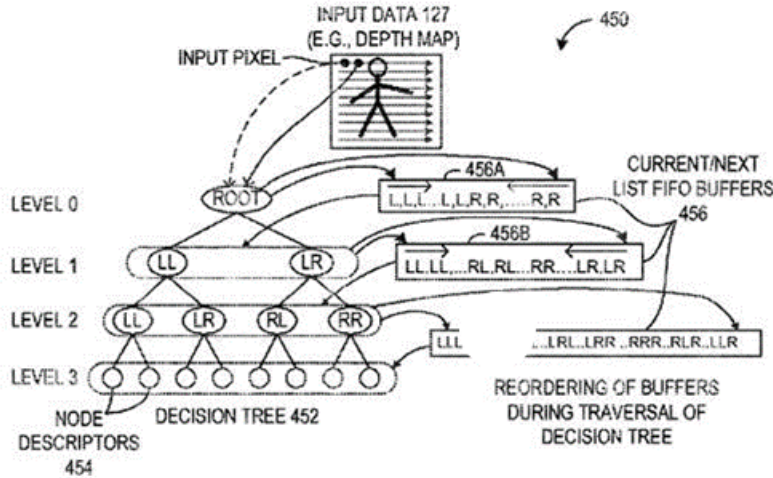 INPUT DATA 127
(E.G., DEPTH MAP)
450
INPUT PIXEL
456A
CURRENT/NEXT
LIST FIFO BUFFERS
456
LEVEL 0
ROOT
L,L,L...L,L,R,R,.....R,R
456B
LEVEL 1
LL
LR
LL,LL,...RL,RL...RR....LR,LR
LEVEL 2
LL
LR
RL
RR
LLL
...LRL..LRR...RRR...RLR..LLR
LEVEL 3
NODE
DESCRIPTORS
454
DECISION TREE 452
REORDERING OF BUFFERS
DURING TRAVERSAL OF
DECISION TREE